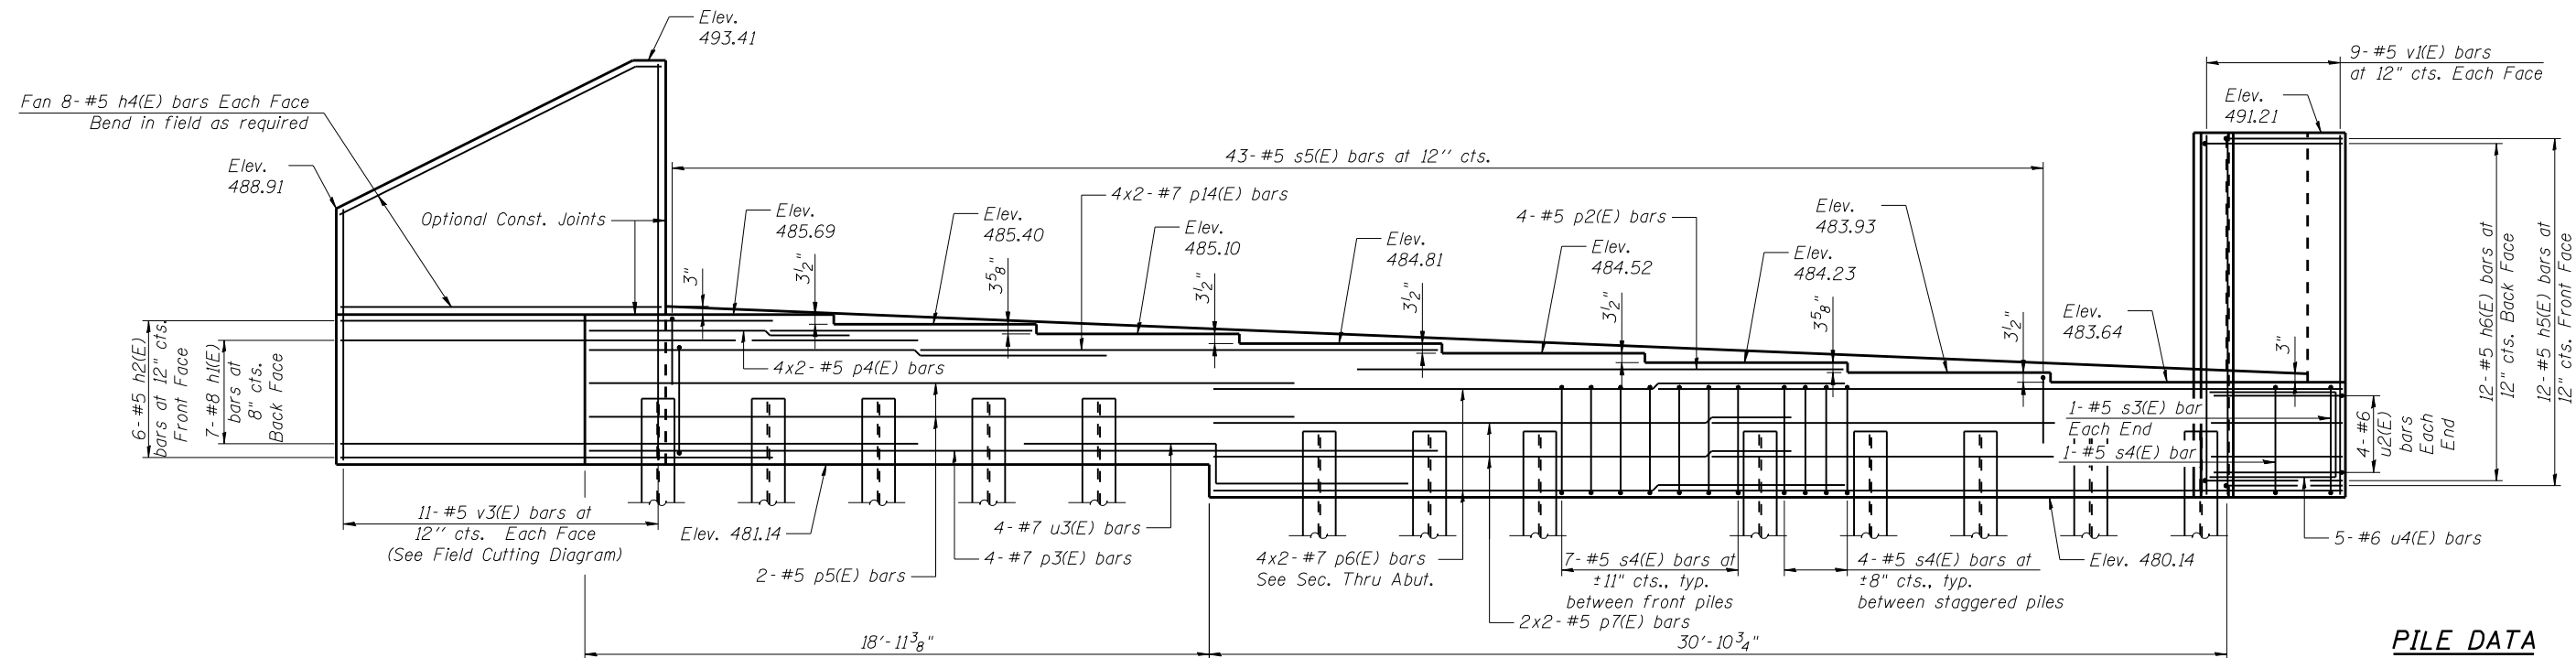 Elev.
493.41
9-#5 v1(E) bars
at 12" cts. Each Face
Fan 8-#5 h4(E) bars Each Face
Bend in field as required
Elev.
491.21
Elev.
488.91
43-#5 s5(E) bars at 12'' cts.
Optional Const. Joints
4x2-#7 p14(E) bars
Elev.
485.69
Elev.
485.40
Elev.
485.10
Elev.
484.81
Elev.
484.52
4-#5 p2(E) bars
Elev.
484.23
Elev.
483.93
Elev.
483.64
3"
3½"
3⅝"
3½"
3½"
3½"
3⅝"
3½"
3"
6-#5 h2(E)
bars at 12" cts.
Front Face
7-#8 h1(E)
bars at
8" cts.
Back Face
4x2-#5 p4(E) bars
12-#5 h6(E) bars at
12" cts. Back Face
12-#5 h5(E) bars at
12" cts. Front Face
1-#5 s3(E) bar
Each End
1-#5 s4(E) bar
4-#6
u2(E)
bars
Each
End
11-#5 v3(E) bars at
12'' cts. Each Face
(See Field Cutting Diagram)
Elev. 481.14
4-#7 u3(E) bars
4-#7 p3(E) bars
2-#5 p5(E) bars
4x2-#7 p6(E) bars
See Sec. Thru Abut.
7-#5 s4(E) bars at
±11" cts., typ.
between front piles
4-#5 s4(E) bars at
±8" cts., typ.
between staggered piles
Elev. 480.14
5-#6 u4(E) bars
2x2-#5 p7(E) bars
18'-11⅜"
30'-10¾"
PILE DATA